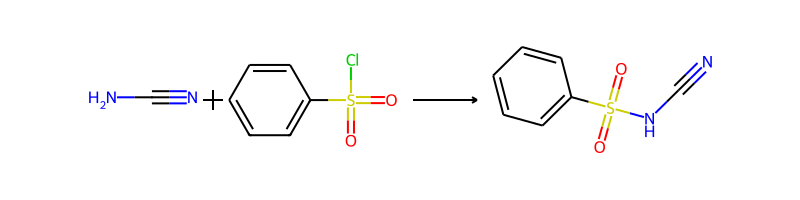 H₂N N + Cl S O O
O S O N H N